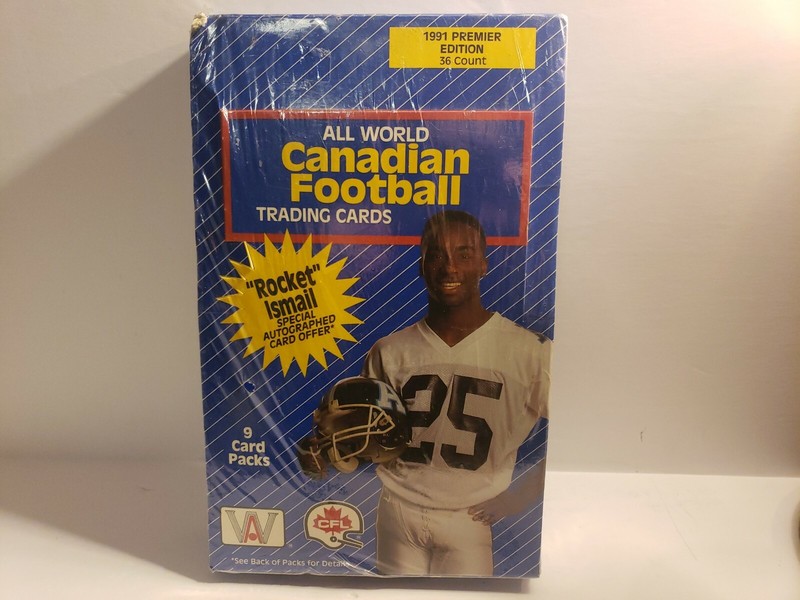 1991 PREMIER
EDITION
36 Count
ALL WORLD
Canadian
Football
TRADING CARDS
"Rocket"
Ismail
SPECIAL
AUTOGRAPHED
CARD OFFER*
25
9
Card
Packs
CFL
*See Back of Packs for Details